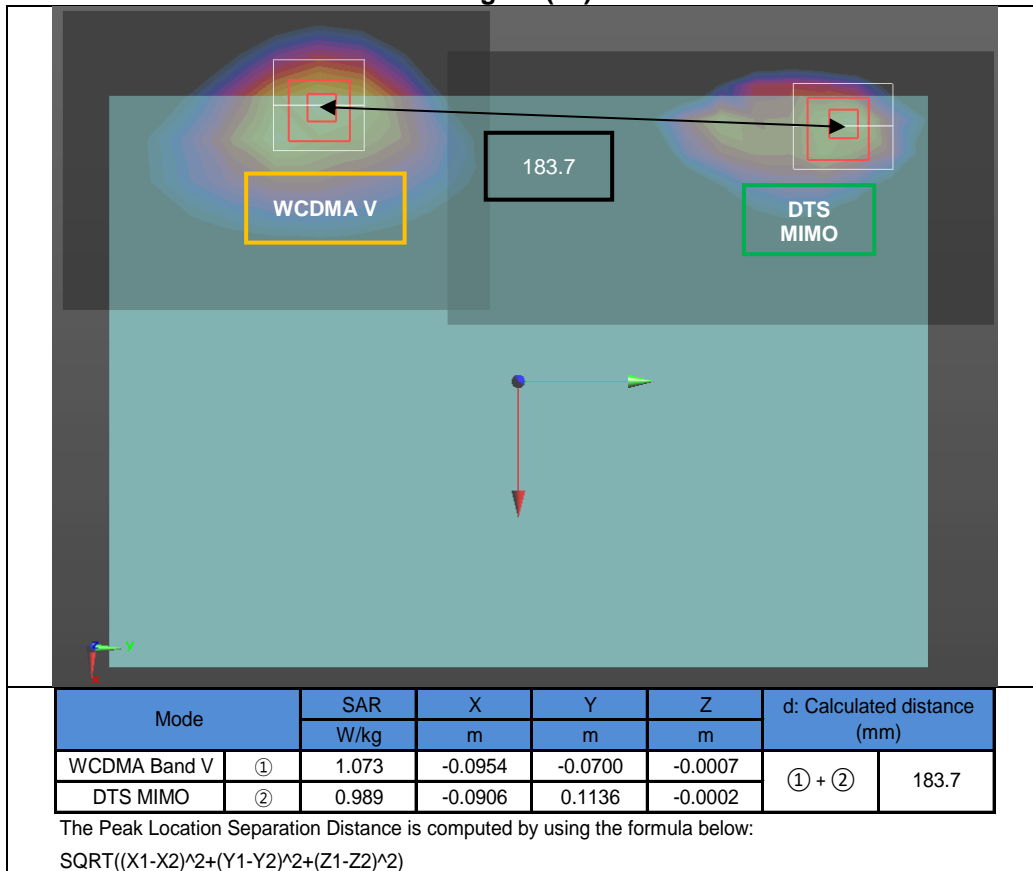 183.7
WCDMA V
DTS
MIMO
Y
X
Mode SAR X Y Z d: Calculated distance
(mm)
W/kg m m m
WCDMA Band V ① 1.073 -0.0954 -0.0700 -0.0007 ① + ② 183.7
DTS MIMO ② 0.989 -0.0906 0.1136 -0.0002
The Peak Location Separation Distance is computed by using the formula below:
SQRT((X1-X2)^2+(Y1-Y2)^2+(Z1-Z2)^2)